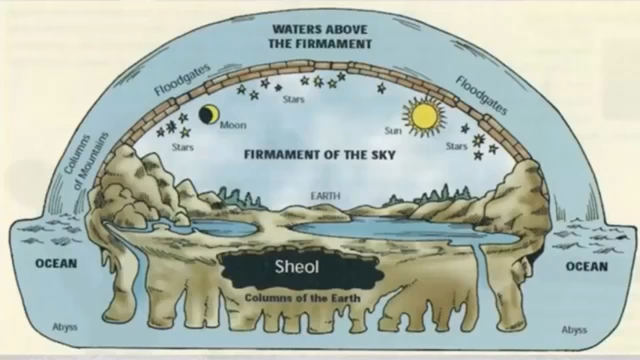 WATERS ABOVE
THE FIRMAMENT
Floodgates
Floodgates
Stars
Moon
Sun
Stars
Stars
Columns
of Mountains
FIRMAMENT OF THE SKY
EARTH
OCEAN
Sheol
OCEAN
Columns of the Earth
Abyss
Abyss